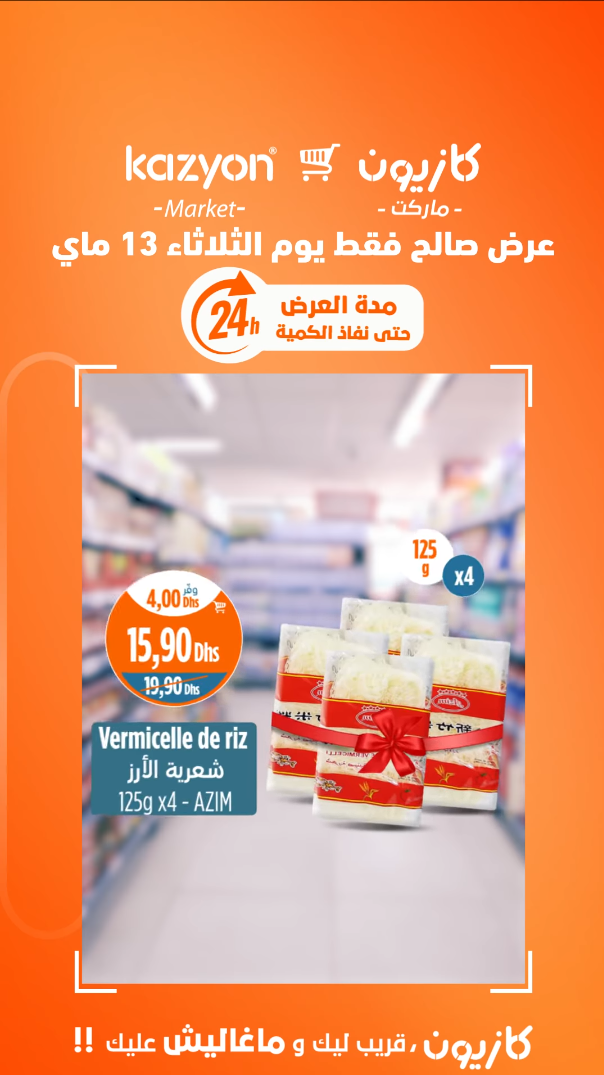 kazyon® كازيون
-Market- - ماركت -
عرض صالح فقط يوم الثلاثاء 13 ماي
24h مدة العرض
حتى نفاذ الكمية
125
g
x4
وفر
4,00 Dhs
15,90 Dhs
19,90 Dhs
Vermicelle de riz
شعرية الأرز
125g x4 - AZIM
كازيون، قريب ليك و ماغاليش عليك !!